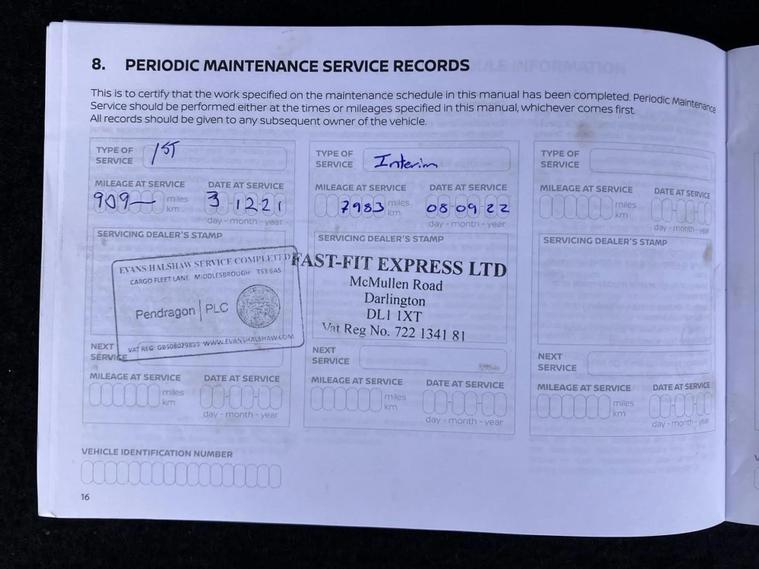 8. PERIODIC MAINTENANCE SERVICE RECORDS
This is to certify that the work specified on the maintenance schedule in this manual has been completed. Periodic Maintenance
Service should be performed either at the times or mileages specified in this manual, whichever comes first.
All records should be given to any subsequent owner of the vehicle.
TYPE OF
SERVICE 1ST
MILEAGE AT SERVICE DATE AT SERVICE
909 miles 3 12 21
km
day - month - year
SERVICING DEALER'S STAMP
EVANS HALSHAW SERVICE COMPLETED
CARGO FLEET LANE MIDDLESBROUGH TS3 8AS
Pendragon | PLC
WWW.EVANSHALSHAW.COM
NEXT
SERVICE
MILEAGE AT SERVICE DATE AT SERVICE
miles
km
day - month - year
TYPE OF
SERVICE Interim
MILEAGE AT SERVICE DATE AT SERVICE
7983 miles 08 09 22
km
day - month - year
SERVICING DEALER'S STAMP
FAST-FIT EXPRESS LTD
McMullen Road
Darlington
DL1 1XT
Vat Reg No. 722 1341 81
NEXT
SERVICE
MILEAGE AT SERVICE DATE AT SERVICE
miles
km
day - month - year
TYPE OF
SERVICE
MILEAGE AT SERVICE DATE AT SERVICE
miles
km
day - month - year
SERVICING DEALER'S STAMP
NEXT
SERVICE
MILEAGE AT SERVICE DATE AT SERVICE
miles
km
day - month - year
VEHICLE IDENTIFICATION NUMBER
16